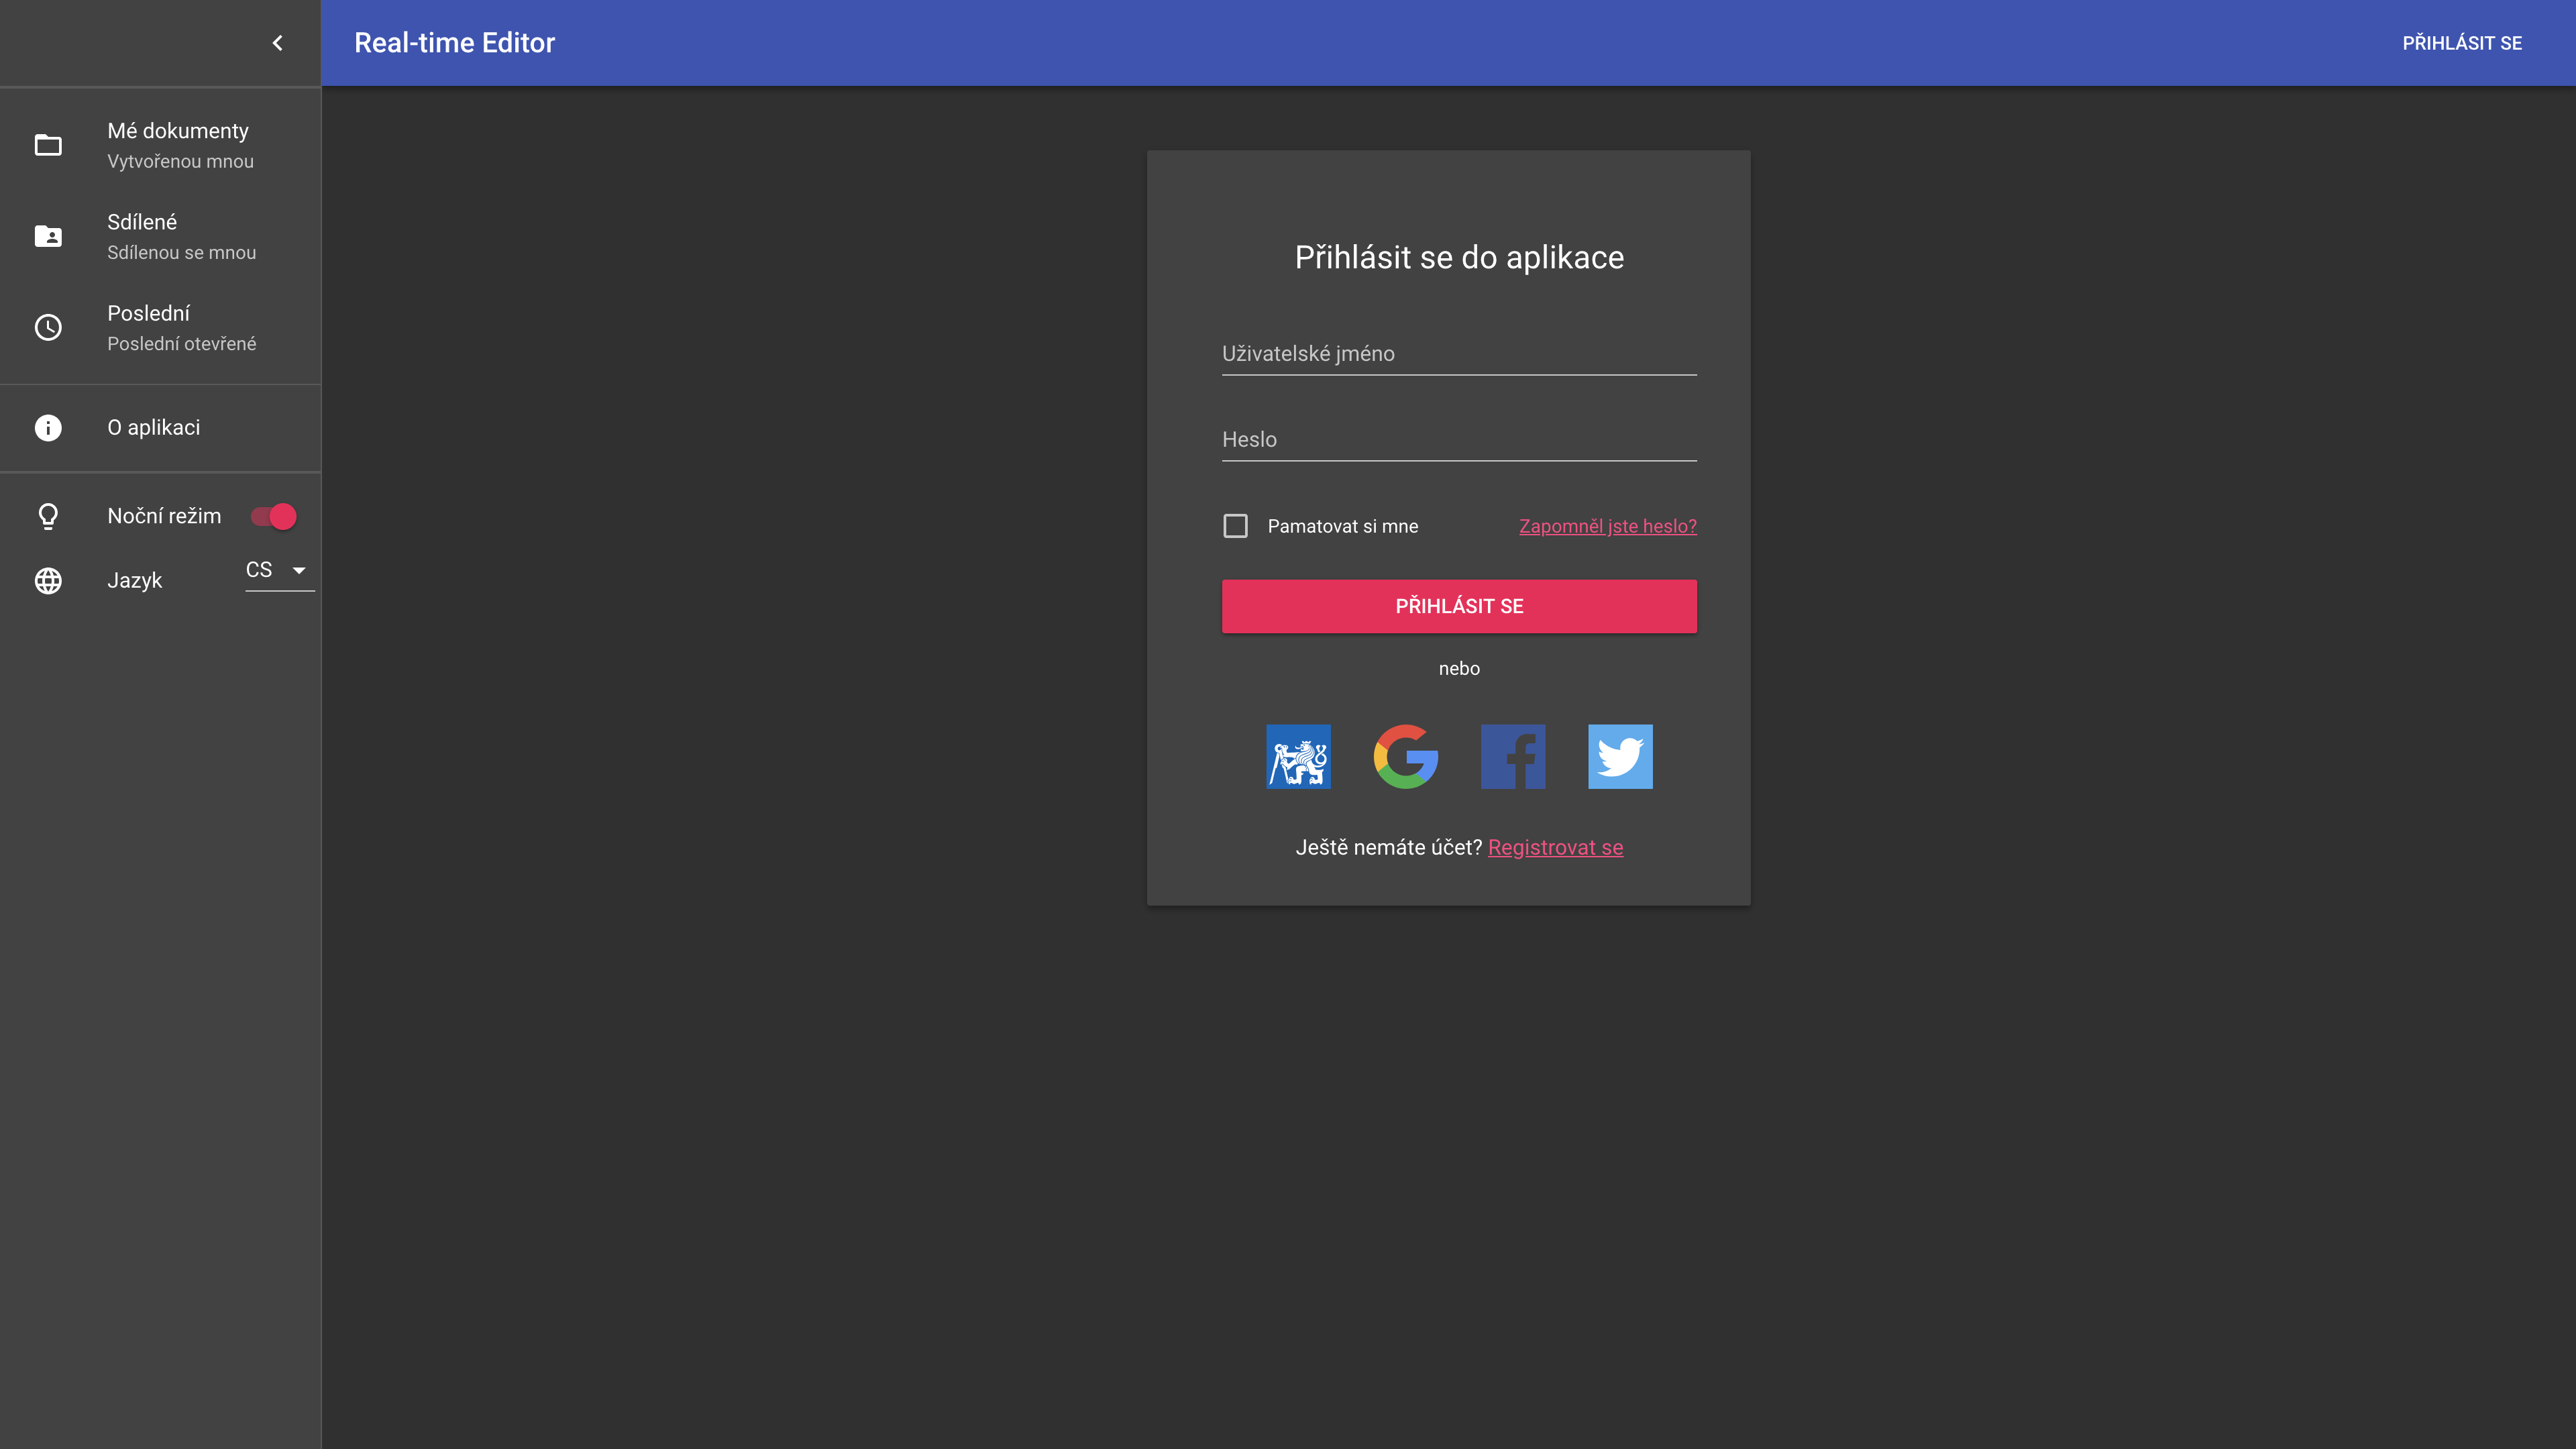 Real-time Editor
PŘIHLÁSIT SE
Mé dokumenty
Vytvořenou mnou
Sdílené
Sdílenou se mnou
Poslední
Poslední otevřené
O aplikaci
Noční režim
Jazyk
CS
Přihlásit se do aplikace
Uživatelské jméno
Heslo
Pamatovat si mne
Zapomněl jste heslo?
PŘIHLÁSIT SE
nebo
Ještě nemáte účet? Registrovat se